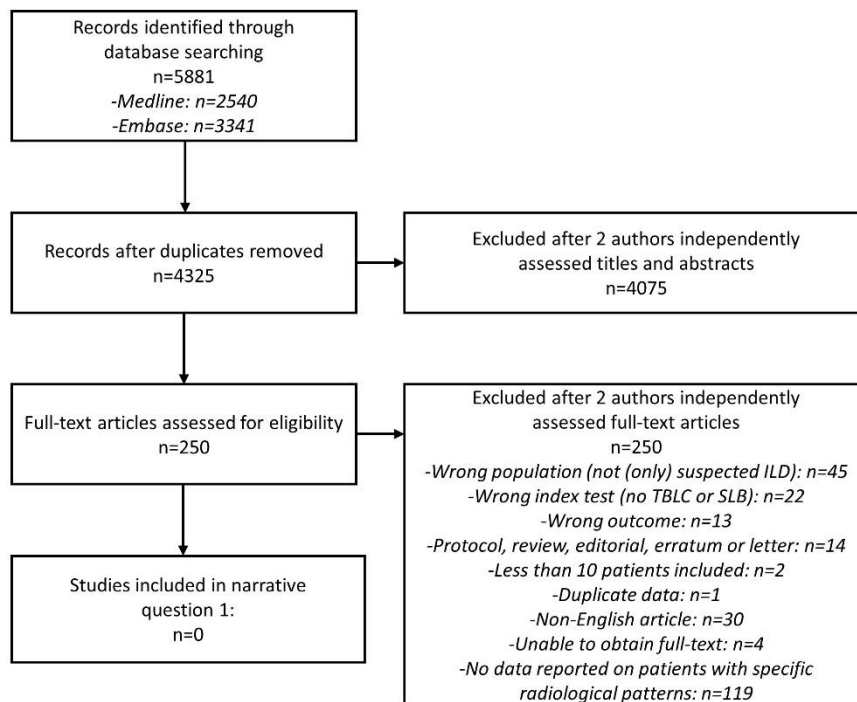 Records identified through
database searching
n=5881
-Medline: n=2540
-Embase: n=3341
Records after duplicates removed
n=4325
Excluded after 2 authors independently
assessed titles and abstracts
n=4075
Full-text articles assessed for eligibility
n=250
Excluded after 2 authors independently
assessed full-text articles
n=250
-Wrong population (not (only) suspected ILD): n=45
-Wrong index test (no TBLC or SLB): n=22
-Wrong outcome: n=13
-Protocol, review, editorial, erratum or letter: n=14
-Less than 10 patients included: n=2
-Duplicate data: n=1
-Non-English article: n=30
-Unable to obtain full-text: n=4
-No data reported on patients with specific
radiological patterns: n=119
Studies included in narrative
question 1:
n=0